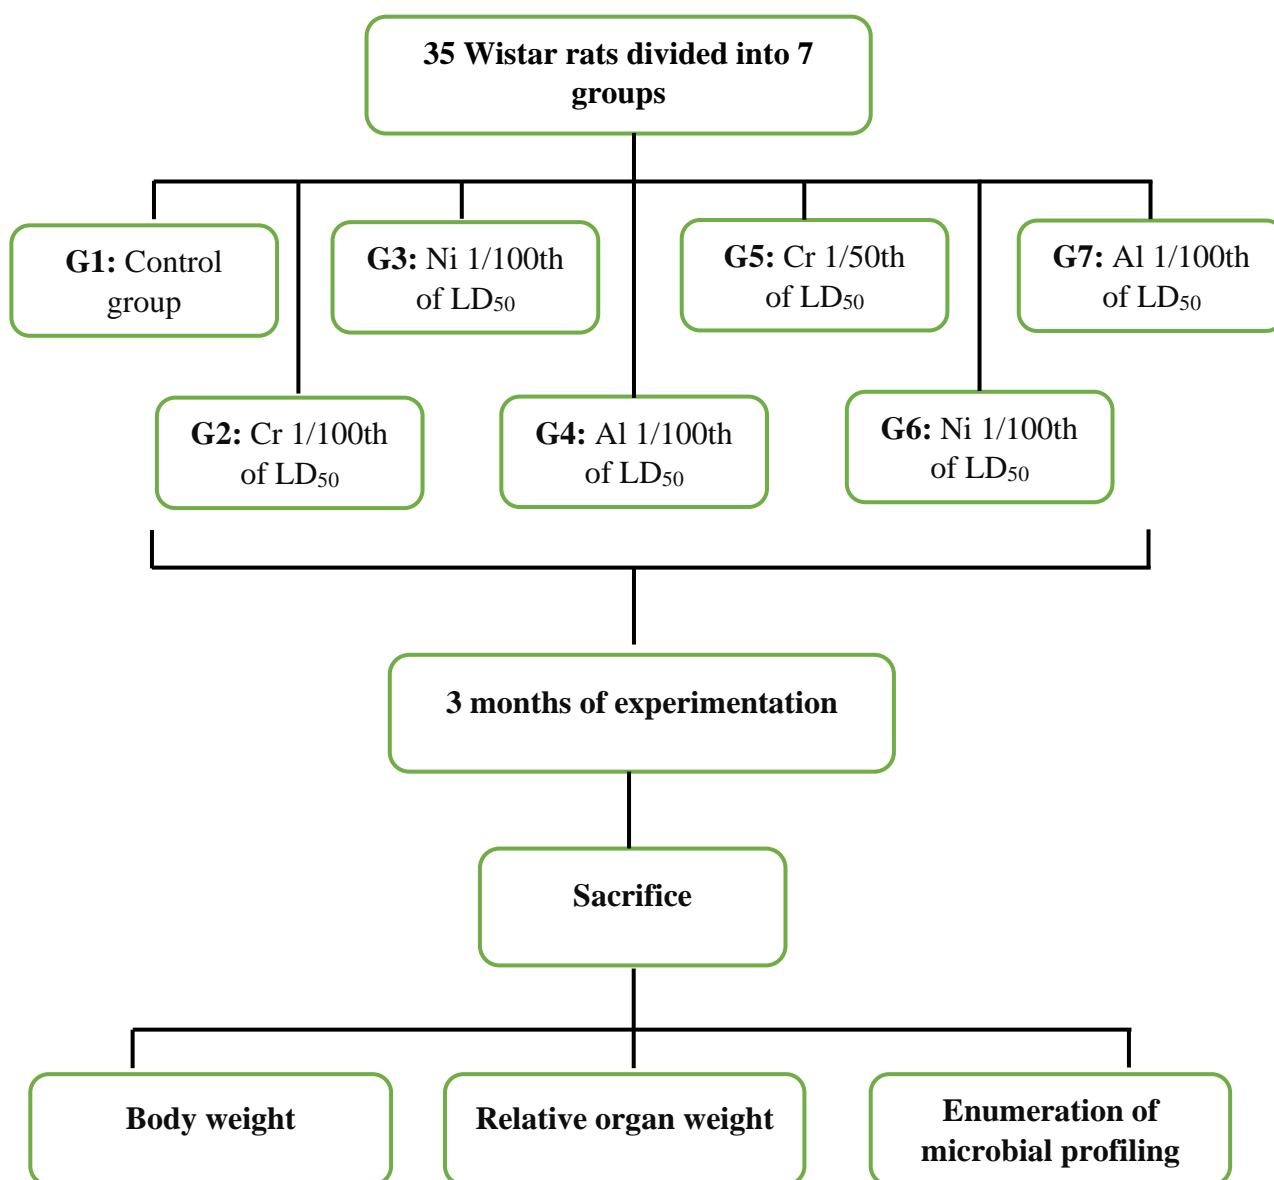 35 Wistar rats divided into 7
groups
G1: Control
group
G3: Ni 1/100th
of LD₅₀
G5: Cr 1/50th
of LD₅₀
G7: Al 1/100th
of LD₅₀
G2: Cr 1/100th
of LD₅₀
G4: Al 1/100th
of LD₅₀
G6: Ni 1/100th
of LD₅₀
3 months of experimentation
Sacrifice
Body weight
Relative organ weight
Enumeration of
microbial profiling